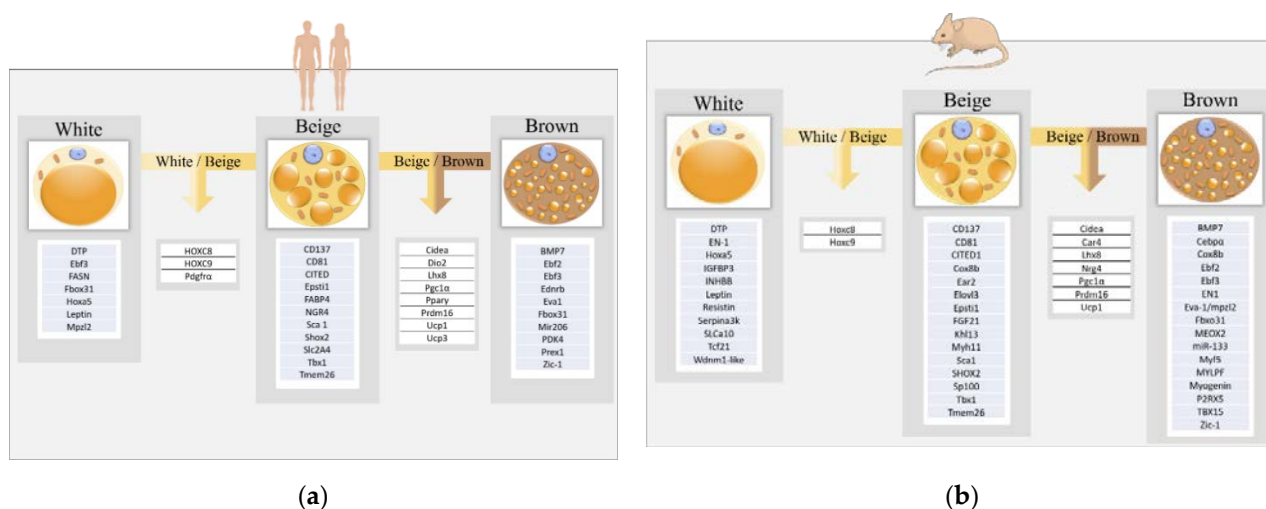 White
DTP
Ebf3
FASN
Fbox31
Hoxa5
Leptin
Mpzl2
White / Beige
HOXC8
HOXC9
Pdgfrα
Beige
CD137
CD81
CITED
Epsti1
FABP4
NGR4
Sca 1
Shox2
Slc2A4
Tbx1
Tmem26
Beige / Brown
Cidea
Dio2
Lhx8
Pgc1α
Pparγ
Prdm16
Ucp1
Ucp3
Brown
BMP7
Ebf2
Ebf3
Ednrb
Eva1
Fbox31
Mir206
PDK4
Prex1
Zic-1
(a)
White
DTP
EN-1
Hoxa5
IGFBP3
INHBB
Leptin
Resistin
Serpina3k
SLCa10
Tcf21
Wdnm1-like
White / Beige
Hoxc8
Hoxc9
Beige
CD137
CD81
CITED1
Cox8b
Ear2
Elovl3
Epsti1
FGF21
Khl13
Myh11
Sca1
SHOX2
Sp100
Tbx1
Tmem26
Beige / Brown
Cidea
Car4
Lhx8
Nrg4
Pgc1α
Prdm16
Ucp1
Brown
BMP7
Cebpα
Cox8b
Ebf2
Ebf3
EN1
Eva-1/mpzl2
Fbxo31
MEOX2
miR-133
Myf5
MYLPF
Myogenin
P2RX5
TBX15
Zic-1
(b)